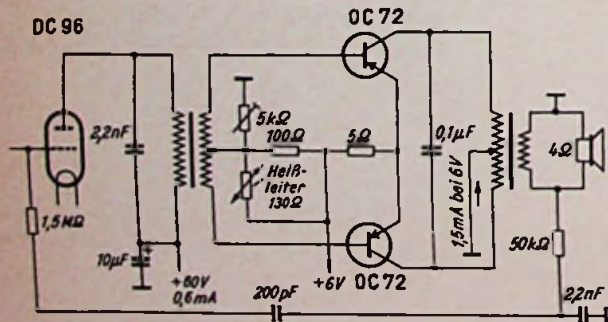 DC 96
OC 72
2,2nF
5kΩ
100Ω
5Ω
0,1µF
4Ω
Heiß-
leiter
130Ω
1,5mA bei 6V
1,5MΩ
10µF
+
+60V
0,6mA
+6V
OC 72
50kΩ
200pF
2,2nF